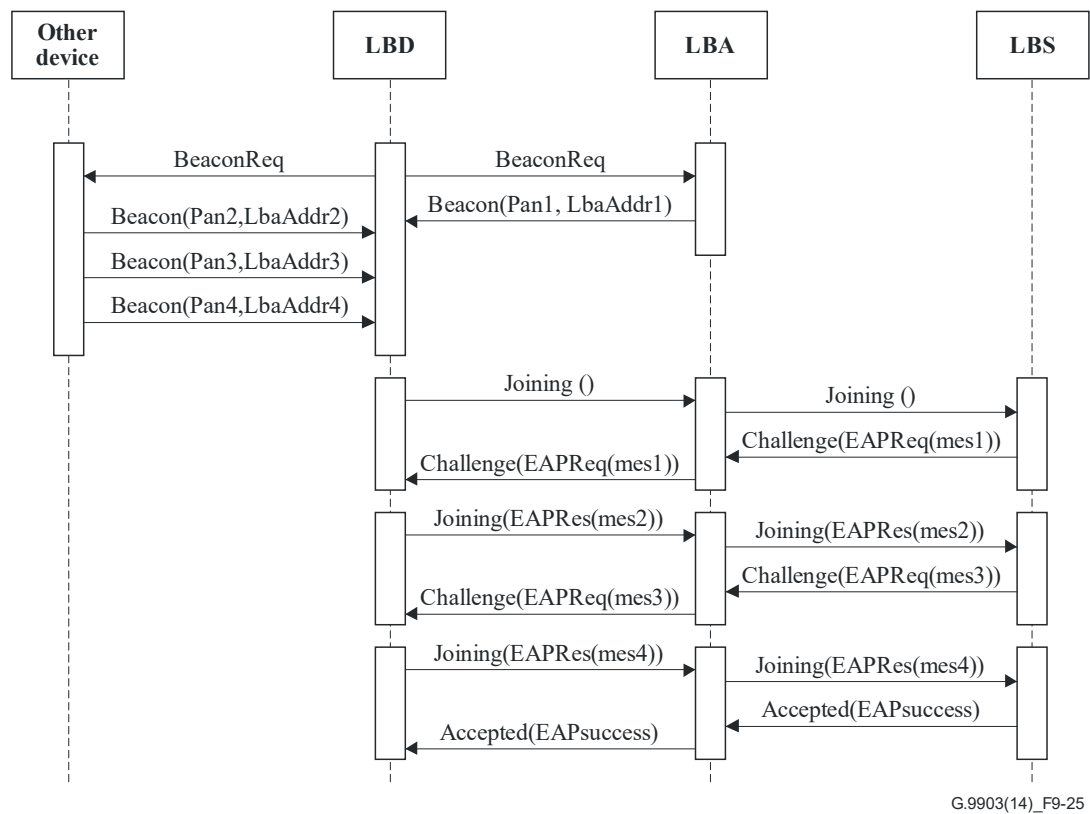 Other
device
LBD
LBA
LBS
BeaconReq
BeaconReq
Beacon(Pan1, LbaAddr1)
Beacon(Pan2,LbaAddr2)
Beacon(Pan3,LbaAddr3)
Beacon(Pan4,LbaAddr4)
Joining ()
Joining ()
Challenge(EAPReq(mes1))
Challenge(EAPReq(mes1))
Joining(EAPRes(mes2))
Joining(EAPRes(mes2))
Challenge(EAPReq(mes3))
Challenge(EAPReq(mes3))
Joining(EAPRes(mes4))
Joining(EAPRes(mes4))
Accepted(EAPsuccess)
Accepted(EAPsuccess)
G.9903(14)_F9-25